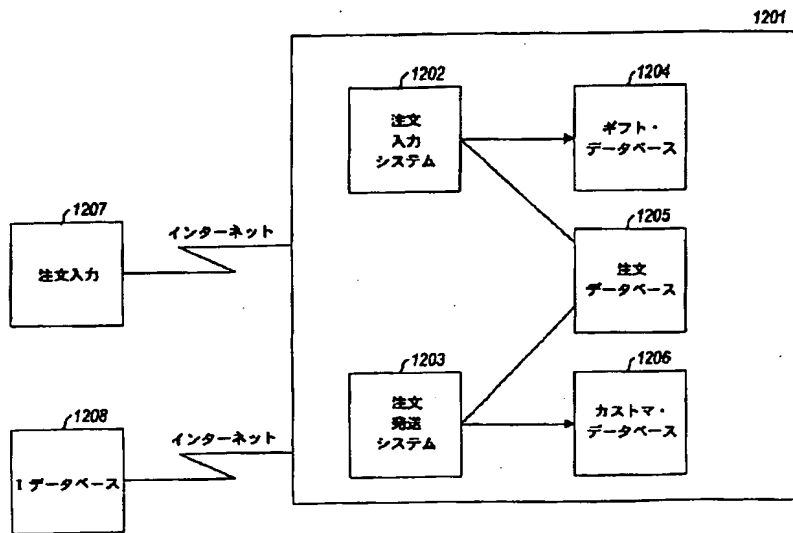 1201
1202
注文
入力
システム
1204
ギフト・
データベース
1205
注文
データベース
1207
注文入力
インターネット
1203
注文
発送
システム
1206
カストマ・
データベース
1208
I データベース
インターネット